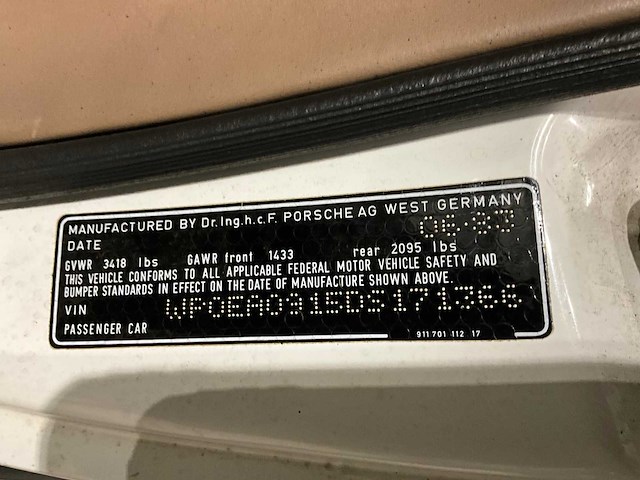 MANUFACTURED BY Dr.Ing.h.c.F. PORSCHE AG WEST GERMANY
DATE 06·83
GVWR 3418 lbs GAWR front 1433 rear 2095 lbs
THIS VEHICLE CONFORMS TO ALL APPLICABLE FEDERAL MOTOR VEHICLE SAFETY AND
BUMPER STANDARDS IN EFFECT ON THE DATE OF MANUFACTURE SHOWN ABOVE.
VIN
PASSENGER CAR 911 701 112 17